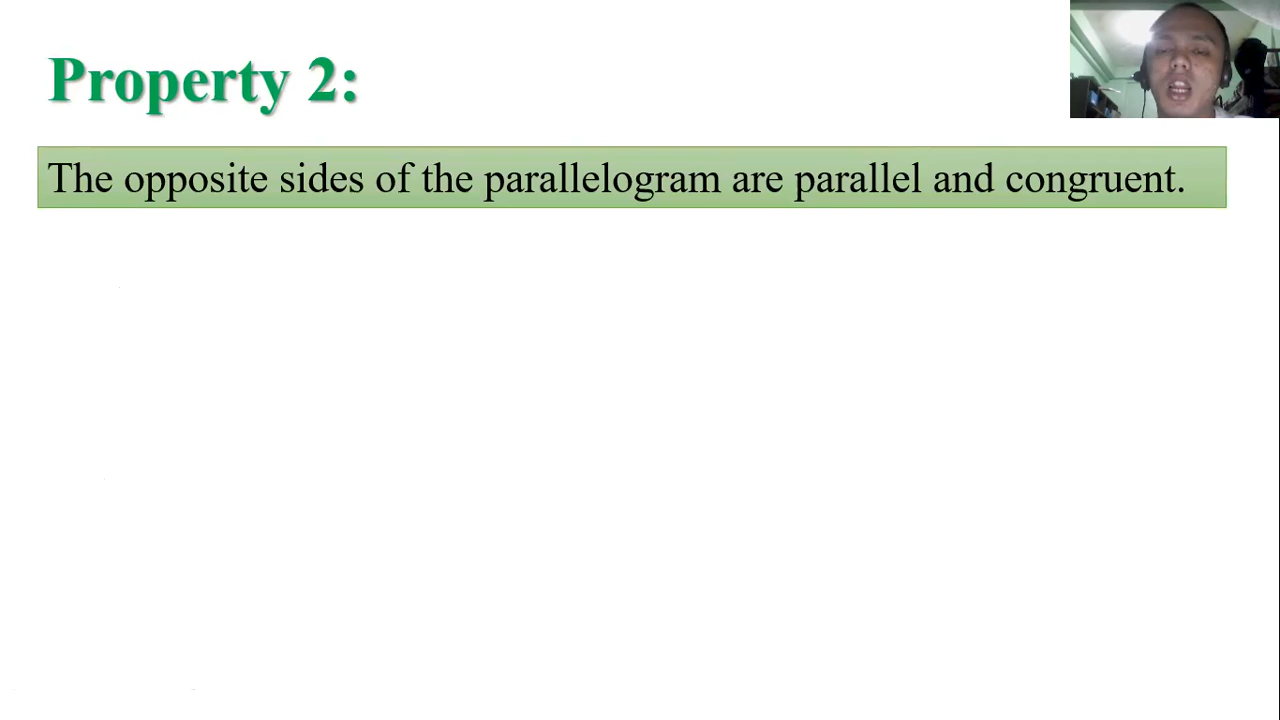 Property 2:
The opposite sides of the parallelogram are parallel and congruent.